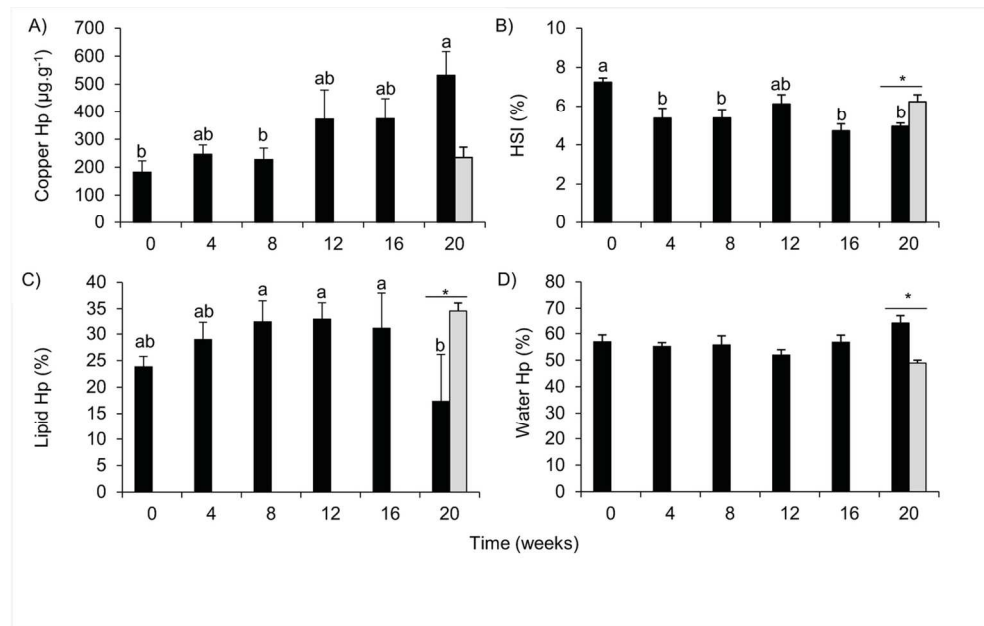 A)
Copper Hp (µg.g⁻¹)
700
600
500
400
300
200
100
0
b
ab
b
ab
ab
a
0 4 8 12 16 20
B)
HSI (%)
10
8
6
4
2
0
a
b
b
ab
b
b
*
0 4 8 12 16 20
C)
Lipid Hp (%)
40
35
30
25
20
15
10
5
0
ab
ab
a
a
a
b
*
0 4 8 12 16 20
D)
Water Hp (%)
80
70
60
50
40
30
20
10
0
*
0 4 8 12 16 20
Time (weeks)